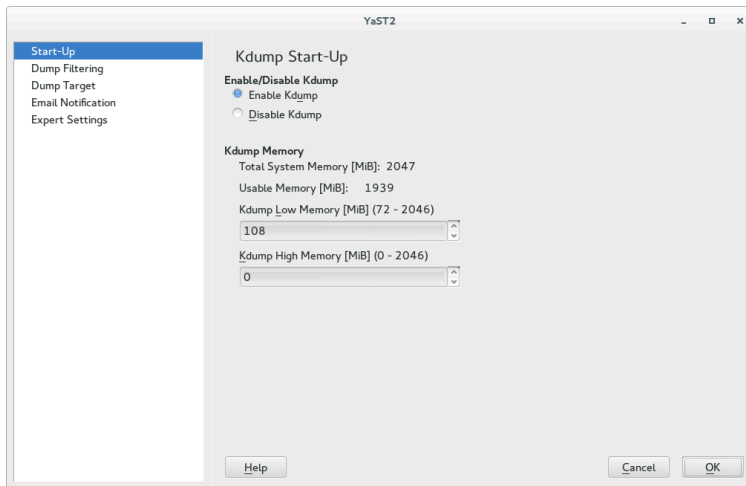 YaST2
Start-Up
Dump Filtering
Dump Target
Email Notification
Expert Settings
Kdump Start-Up
Enable/Disable Kdump
Enable Kdump
Disable Kdump
Kdump Memory
Total System Memory [MiB]: 2047
Usable Memory [MiB]: 1939
Kdump Low Memory [MiB] (72 - 2046)
108
Kdump High Memory [MiB] (0 - 2046)
0
Help
Cancel
OK